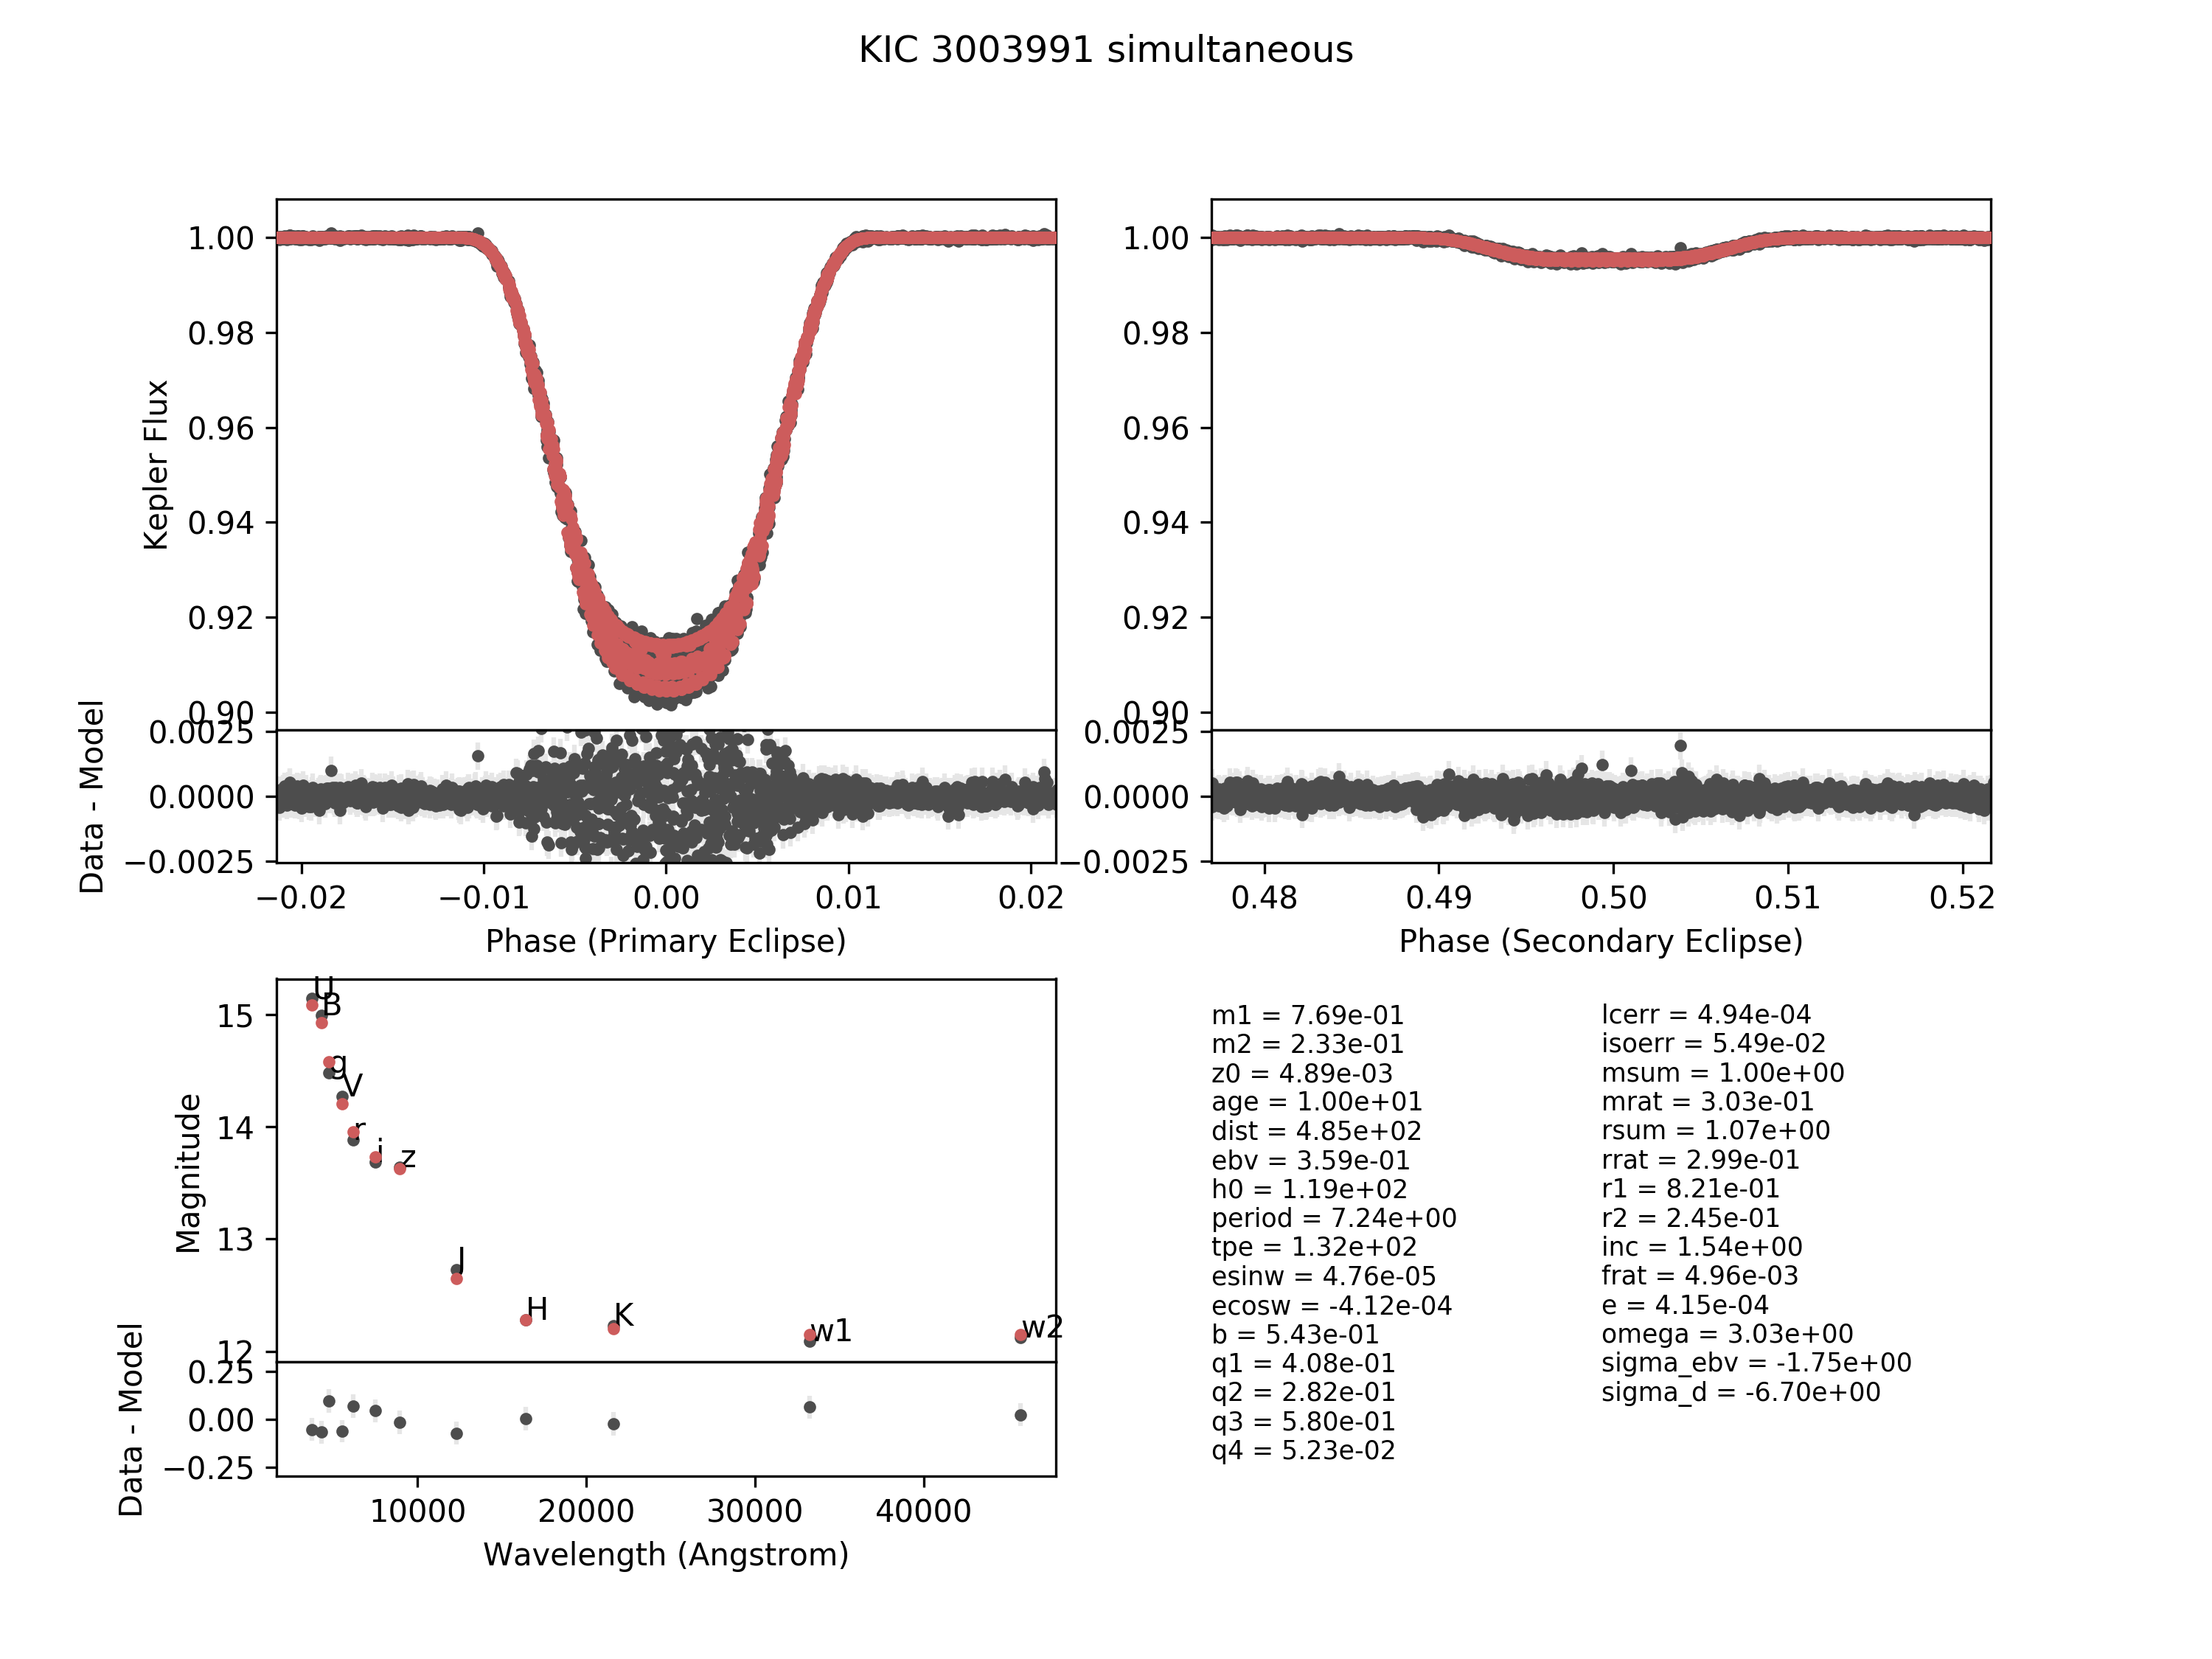 KIC 3003991 simultaneous
1.00
0.98
0.96
0.94
0.92
0.90
Kepler Flux
1.00
0.98
0.96
0.94
0.92
0.90
0.0025
0.0000
−0.0025
Data - Model
0.0025
0.0000
−0.0025
−0.02 −0.01 0.00 0.01 0.02
Phase (Primary Eclipse)
0.48 0.49 0.50 0.51 0.52
Phase (Secondary Eclipse)
15
14
13
12
Magnitude
U
B
g
V
r
i
z
J
H
K
w1
w2
0.25
0.00
−0.25
Data - Model
10000 20000 30000 40000
Wavelength (Angstrom)
m1 = 7.69e-01
m2 = 2.33e-01
z0 = 4.89e-03
age = 1.00e+01
dist = 4.85e+02
ebv = 3.59e-01
h0 = 1.19e+02
period = 7.24e+00
tpe = 1.32e+02
esinw = 4.76e-05
ecosw = -4.12e-04
b = 5.43e-01
q1 = 4.08e-01
q2 = 2.82e-01
q3 = 5.80e-01
q4 = 5.23e-02
lcerr = 4.94e-04
isoerr = 5.49e-02
msum = 1.00e+00
mrat = 3.03e-01
rsum = 1.07e+00
rrat = 2.99e-01
r1 = 8.21e-01
r2 = 2.45e-01
inc = 1.54e+00
frat = 4.96e-03
e = 4.15e-04
omega = 3.03e+00
sigma_ebv = -1.75e+00
sigma_d = -6.70e+00